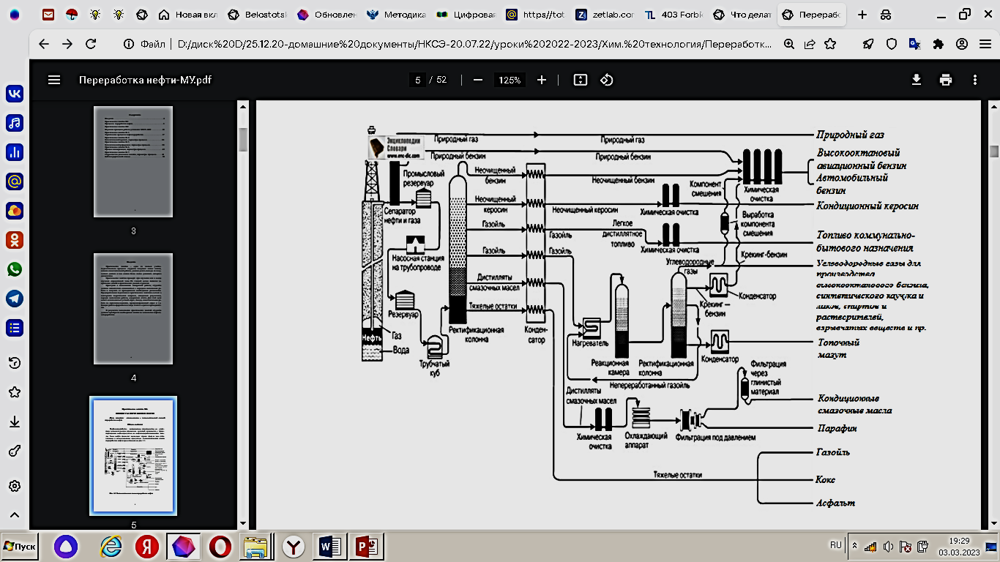 Новая вкл
Belostotsk
Обновлен
Методика
Цифровая
https://tot
zetlab.con
403 Forbi
Что делат
Перерабо
Файл | D:/диск%20D/25.12.20-домашние%20документы/НКСЭ-20.07.22/уроки%202022-2023/Хим.%20технология/Переработк...
Переработка нефти-МУ.pdf
5 / 52
125%
3
4
5
Энциклопедии
Словари
www.enc-dic.com
Природный газ
Природный газ
Природный газ
Природный бензин
Природный бензин
Высокооктановый
авиационный бензин
Автомобильный
бензин
Промысловый
резервуар
Неочищенный
бензин
Неочищенный бензин
Компонент
смешения
Химическая
очистка
Сепаратор
нефти и газа
Неочищенный
керосин
Неочищенный керосин
Химическая очистка
Кондиционный керосин
Выработка
компонента
смешения
Газойль
Газойль
Легкое
дистиллятное
топливо
Химическая очистка
Топливо коммунально-
бытового назначения
Насосная станция
на трубопроводе
Газойль
Газойль
Крекинг-бензин
Углеводородные
газы
Углеводородные газы для
производства
высокооктанового бензина,
синтетического каучука и
лаков, спиртов и
растворителей,
взрывчатых веществ и пр.
Дистилляты
смазочных масел
Конденсатор
Крекинг —
бензин
Резервуар
Тяжелые остатки
Ректификационная
колонна
Конден-
сатор
Газ
Нефть
Вода
Трубчатый
куб
Нагреватель
Реакционная
камера
Ректификационная
колонна
Конденсатор
Топочный
мазут
Непереработанный газойль
Фильтрация
через
глинистый
материал
Дистилляты
смазочных масел
Кондиционные
смазочные масла
Химическая
очистка
Охлаждающий
аппарат
Фильтрация под давлением
Парафин
Газойль
Тяжелые остатки
Кокс
Асфальт
Пуск
RU
19:29
03.03.2023